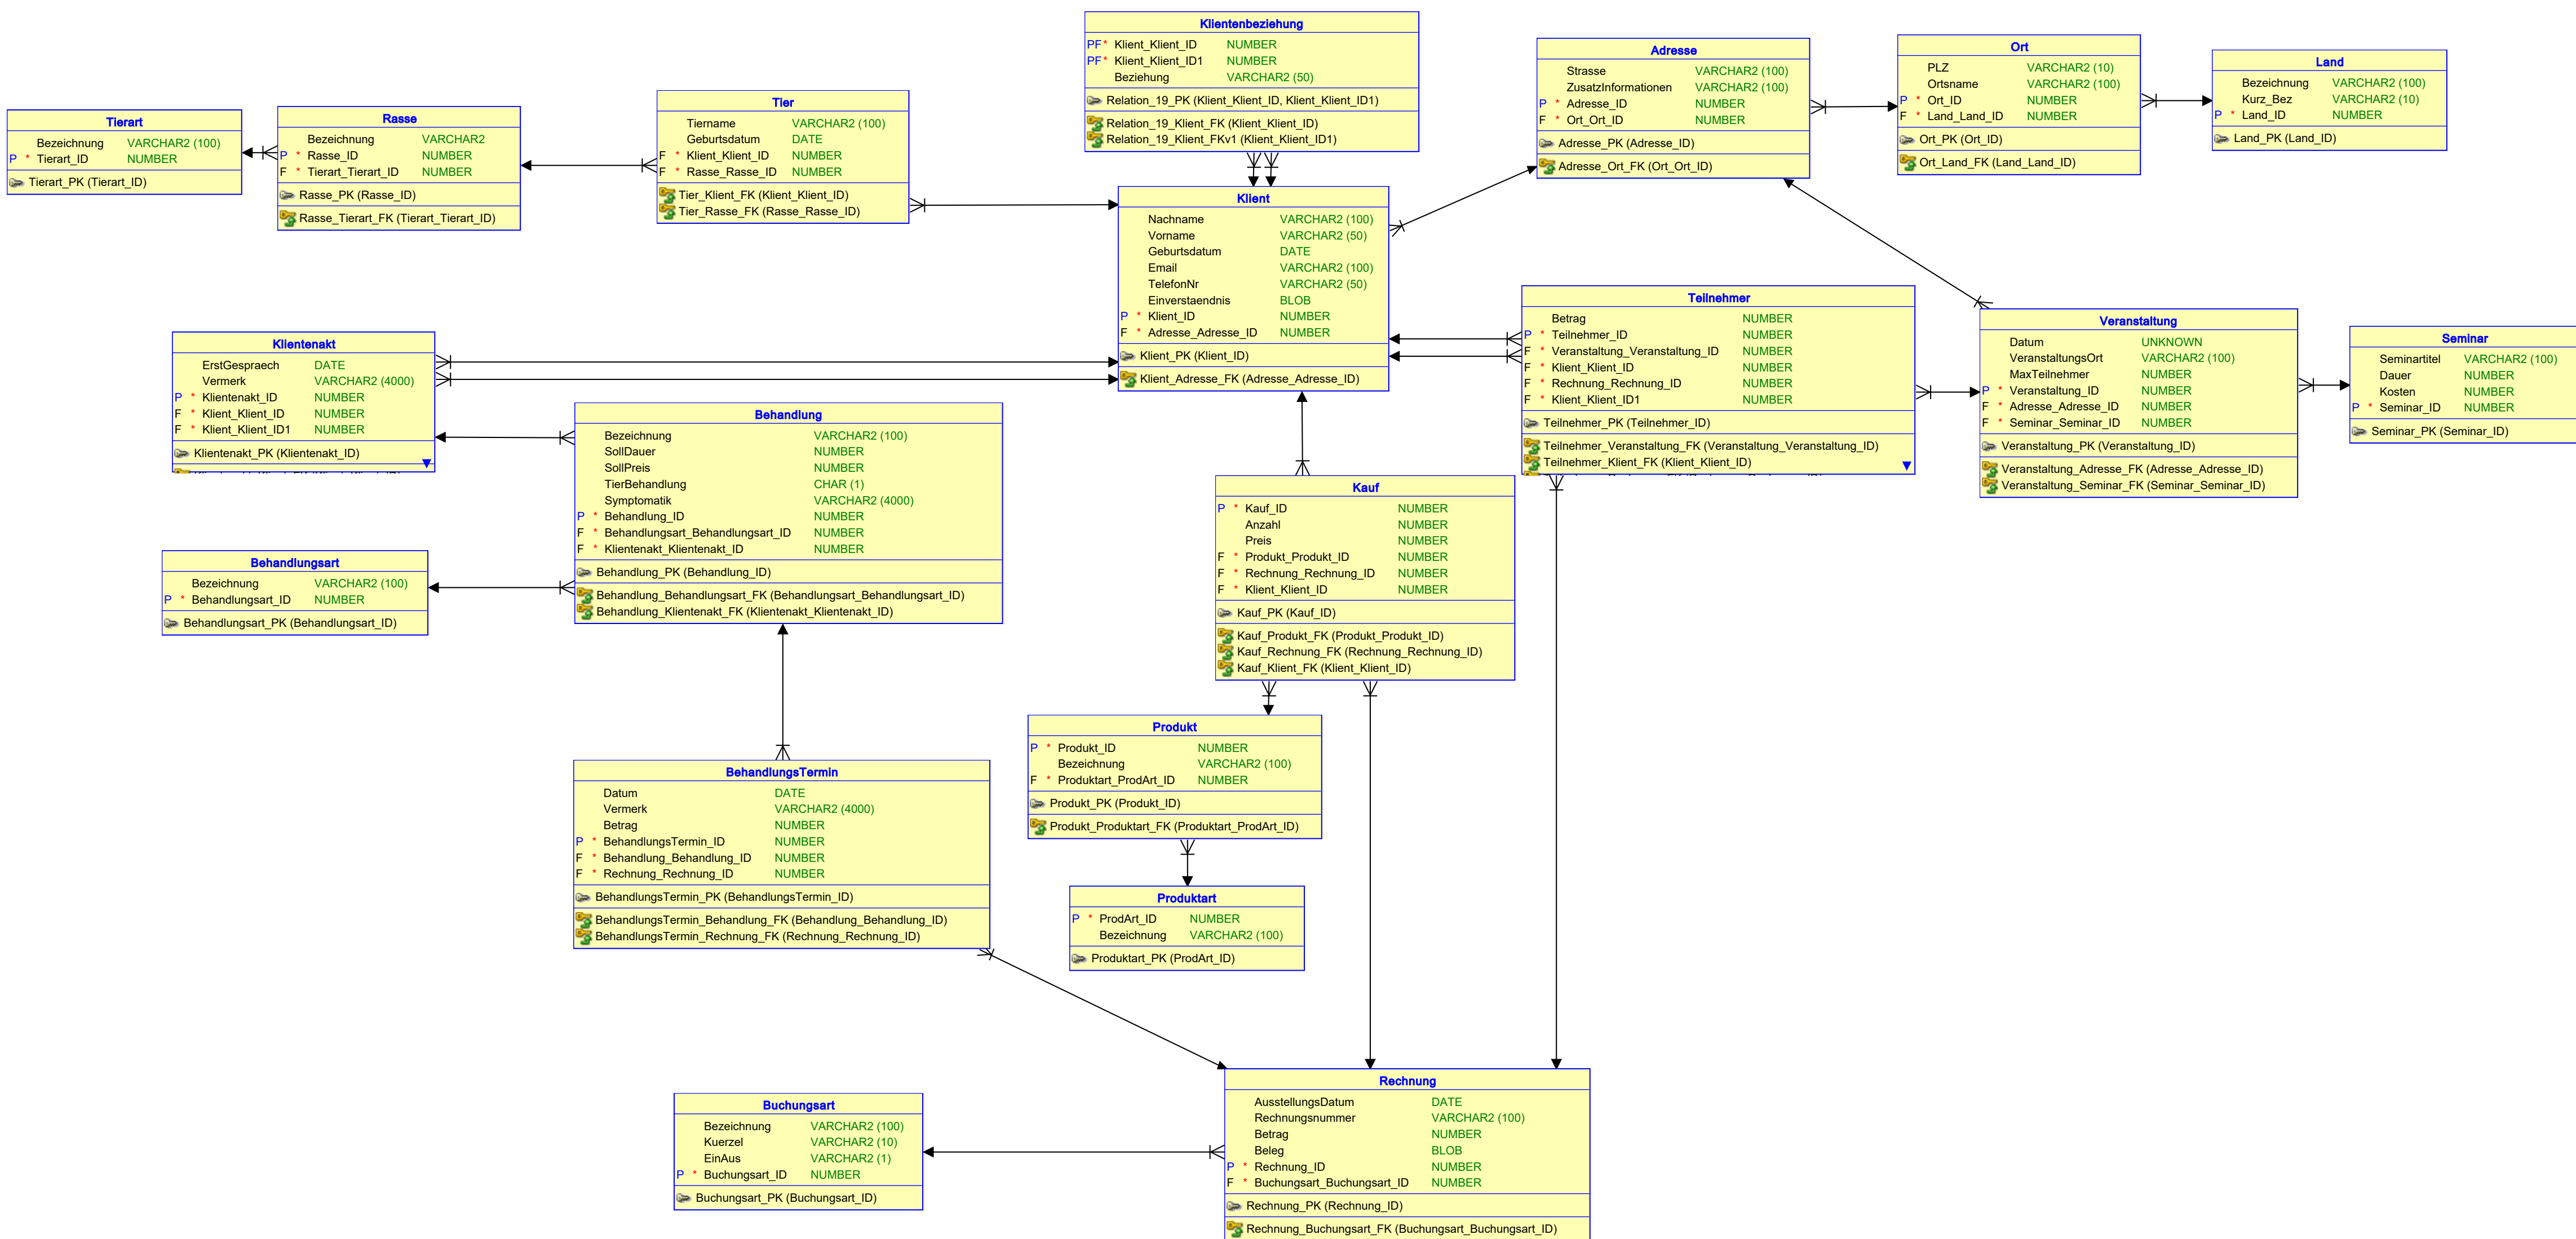 Klientenbeziehung
PF * Klient_Klient_ID NUMBER
PF * Klient_Klient_ID1 NUMBER
Beziehung VARCHAR2 (50)
Relation_19_PK (Klient_Klient_ID, Klient_Klient_ID1)
Relation_19_Klient_FK (Klient_Klient_ID)
Relation_19_Klient_FKv1 (Klient_Klient_ID1)
Adresse
Strasse VARCHAR2 (100)
ZusatzInformationen VARCHAR2 (100)
P * Adresse_ID NUMBER
F * Ort_Ort_ID NUMBER
Adresse_PK (Adresse_ID)
Adresse_Ort_FK (Ort_Ort_ID)
Ort
PLZ VARCHAR2 (10)
Ortsname VARCHAR2 (100)
P * Ort_ID NUMBER
F * Land_Land_ID NUMBER
Ort_PK (Ort_ID)
Ort_Land_FK (Land_Land_ID)
Land
Bezeichnung VARCHAR2 (100)
Kurz_Bez VARCHAR2 (10)
P * Land_ID NUMBER
Land_PK (Land_ID)
Tierart
Bezeichnung VARCHAR2 (100)
P * Tierart_ID NUMBER
Tierart_PK (Tierart_ID)
Rasse
Bezeichnung VARCHAR2
P * Rasse_ID NUMBER
F * Tierart_Tierart_ID NUMBER
Rasse_PK (Rasse_ID)
Rasse_Tierart_FK (Tierart_Tierart_ID)
Tier
Tiername VARCHAR2 (100)
Geburtsdatum DATE
F * Klient_Klient_ID NUMBER
F * Rasse_Rasse_ID NUMBER
Tier_Klient_FK (Klient_Klient_ID)
Tier_Rasse_FK (Rasse_Rasse_ID)
Klient
Nachname VARCHAR2 (100)
Vorname VARCHAR2 (50)
Geburtsdatum DATE
Email VARCHAR2 (100)
TelefonNr VARCHAR2 (50)
Einverstaendnis BLOB
P * Klient_ID NUMBER
F * Adresse_Adresse_ID NUMBER
Klient_PK (Klient_ID)
Klient_Adresse_FK (Adresse_Adresse_ID)
Teilnehmer
Betrag NUMBER
P * Teilnehmer_ID NUMBER
F * Veranstaltung_Veranstaltung_ID NUMBER
F * Klient_Klient_ID NUMBER
F * Rechnung_Rechnung_ID NUMBER
F * Klient_Klient_ID1 NUMBER
Teilnehmer_PK (Teilnehmer_ID)
Teilnehmer_Veranstaltung_FK (Veranstaltung_Veranstaltung_ID)
Teilnehmer_Klient_FK (Klient_Klient_ID)
Veranstaltung
Datum UNKNOWN
VeranstaltungsOrt VARCHAR2 (100)
MaxTeilnehmer NUMBER
P * Veranstaltung_ID NUMBER
F * Adresse_Adresse_ID NUMBER
F * Seminar_Seminar_ID NUMBER
Veranstaltung_PK (Veranstaltung_ID)
Veranstaltung_Adresse_FK (Adresse_Adresse_ID)
Veranstaltung_Seminar_FK (Seminar_Seminar_ID)
Seminar
Seminartitel VARCHAR2 (100)
Dauer NUMBER
Kosten NUMBER
P * Seminar_ID NUMBER
Seminar_PK (Seminar_ID)
Klientenakt
ErstGespraech DATE
Vermerk VARCHAR2 (4000)
P * Klientenakt_ID NUMBER
F * Klient_Klient_ID NUMBER
F * Klient_Klient_ID1 NUMBER
Klientenakt_PK (Klientenakt_ID)
Behandlung
Bezeichnung VARCHAR2 (100)
SollDauer NUMBER
SollPreis NUMBER
TierBehandlung CHAR (1)
Symptomatik VARCHAR2 (4000)
P * Behandlung_ID NUMBER
F * Behandlungsart_Behandlungsart_ID NUMBER
F * Klientenakt_Klientenakt_ID NUMBER
Behandlung_PK (Behandlung_ID)
Behandlung_Behandlungsart_FK (Behandlungsart_Behandlungsart_ID)
Behandlung_Klientenakt_FK (Klientenakt_Klientenakt_ID)
Behandlungsart
Bezeichnung VARCHAR2 (100)
P * Behandlungsart_ID NUMBER
Behandlungsart_PK (Behandlungsart_ID)
Kauf
P * Kauf_ID NUMBER
Anzahl NUMBER
Preis NUMBER
F * Produkt_Produkt_ID NUMBER
F * Rechnung_Rechnung_ID NUMBER
F * Klient_Klient_ID NUMBER
Kauf_PK (Kauf_ID)
Kauf_Produkt_FK (Produkt_Produkt_ID)
Kauf_Rechnung_FK (Rechnung_Rechnung_ID)
Kauf_Klient_FK (Klient_Klient_ID)
Produkt
P * Produkt_ID NUMBER
Bezeichnung VARCHAR2 (100)
F * Produktart_ProdArt_ID NUMBER
Produkt_PK (Produkt_ID)
Produkt_Produktart_FK (Produktart_ProdArt_ID)
BehandlungsTermin
Datum DATE
Vermerk VARCHAR2 (4000)
Betrag NUMBER
P * BehandlungsTermin_ID NUMBER
F * Behandlung_Behandlung_ID NUMBER
F * Rechnung_Rechnung_ID NUMBER
BehandlungsTermin_PK (BehandlungsTermin_ID)
BehandlungsTermin_Behandlung_FK (Behandlung_Behandlung_ID)
BehandlungsTermin_Rechnung_FK (Rechnung_Rechnung_ID)
Produktart
P * ProdArt_ID NUMBER
Bezeichnung VARCHAR2 (100)
Produktart_PK (ProdArt_ID)
Buchungsart
Bezeichnung VARCHAR2 (100)
Kuerzel VARCHAR2 (10)
EinAus VARCHAR2 (1)
P * Buchungsart_ID NUMBER
Buchungsart_PK (Buchungsart_ID)
Rechnung
AusstellungsDatum DATE
Rechnungsnummer VARCHAR2 (100)
Betrag NUMBER
Beleg BLOB
P * Rechnung_ID NUMBER
F * Buchungsart_Buchungsart_ID NUMBER
Rechnung_PK (Rechnung_ID)
Rechnung_Buchungsart_FK (Buchungsart_Buchungsart_ID)